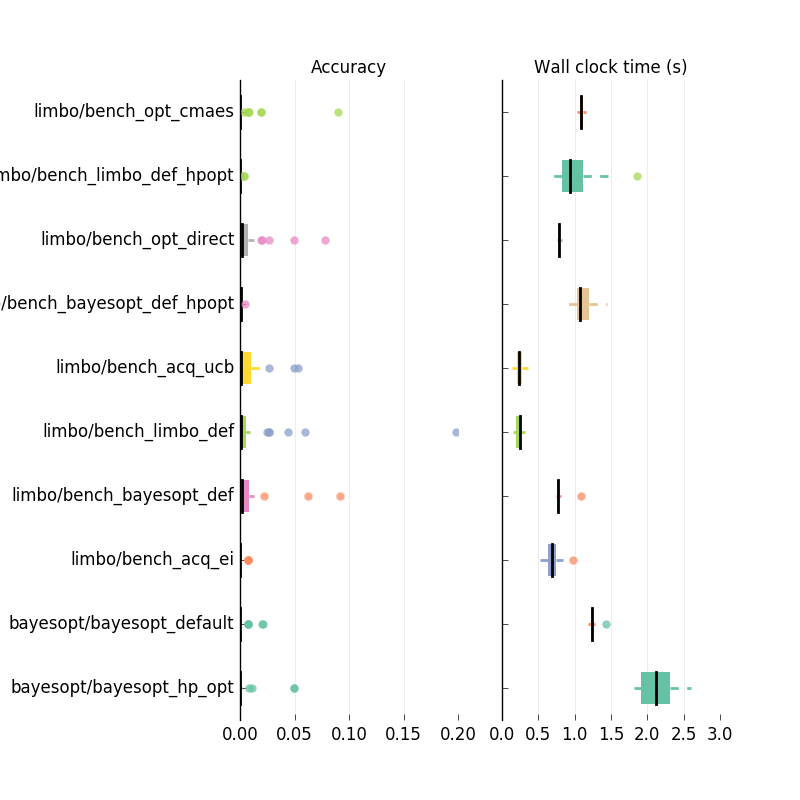 Accuracy
Wall clock time (s)
limbo/bench_opt_cmaes
mbo/bench_limbo_def_hpopt
limbo/bench_opt_direct
/bench_bayesopt_def_hpopt
limbo/bench_acq_ucb
limbo/bench_limbo_def
limbo/bench_bayesopt_def
limbo/bench_acq_ei
bayesopt/bayesopt_default
bayesopt/bayesopt_hp_opt
0.00 0.05 0.10 0.15 0.20
0.0 0.5 1.0 1.5 2.0 2.5 3.0